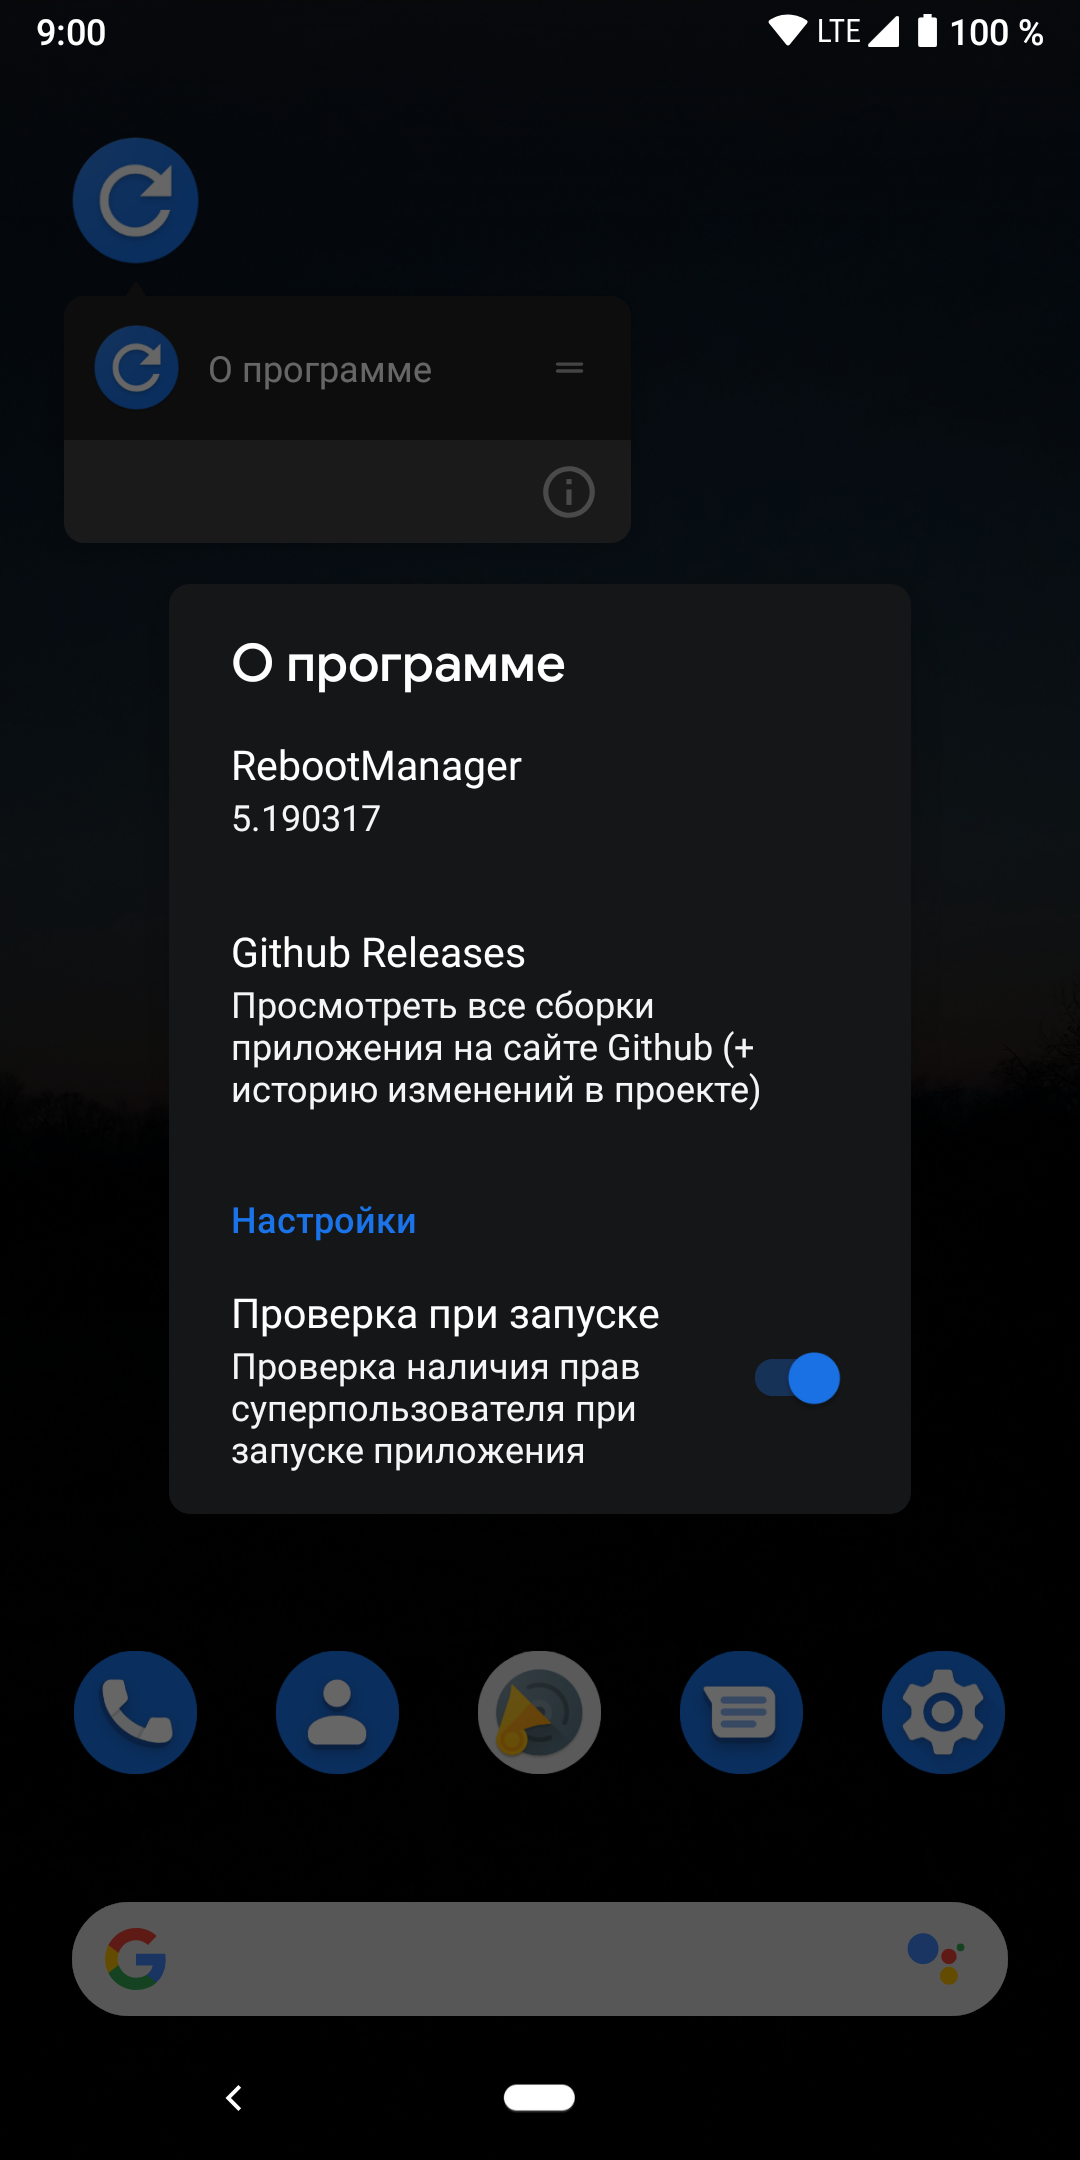 9:00
LTE
100 %
О программе
О программе
RebootManager
5.190317
Github Releases
Просмотреть все сборки
приложения на сайте Github (+
историю изменений в проекте)
Настройки
Проверка при запуске
Проверка наличия прав
суперпользователя при
запуске приложения